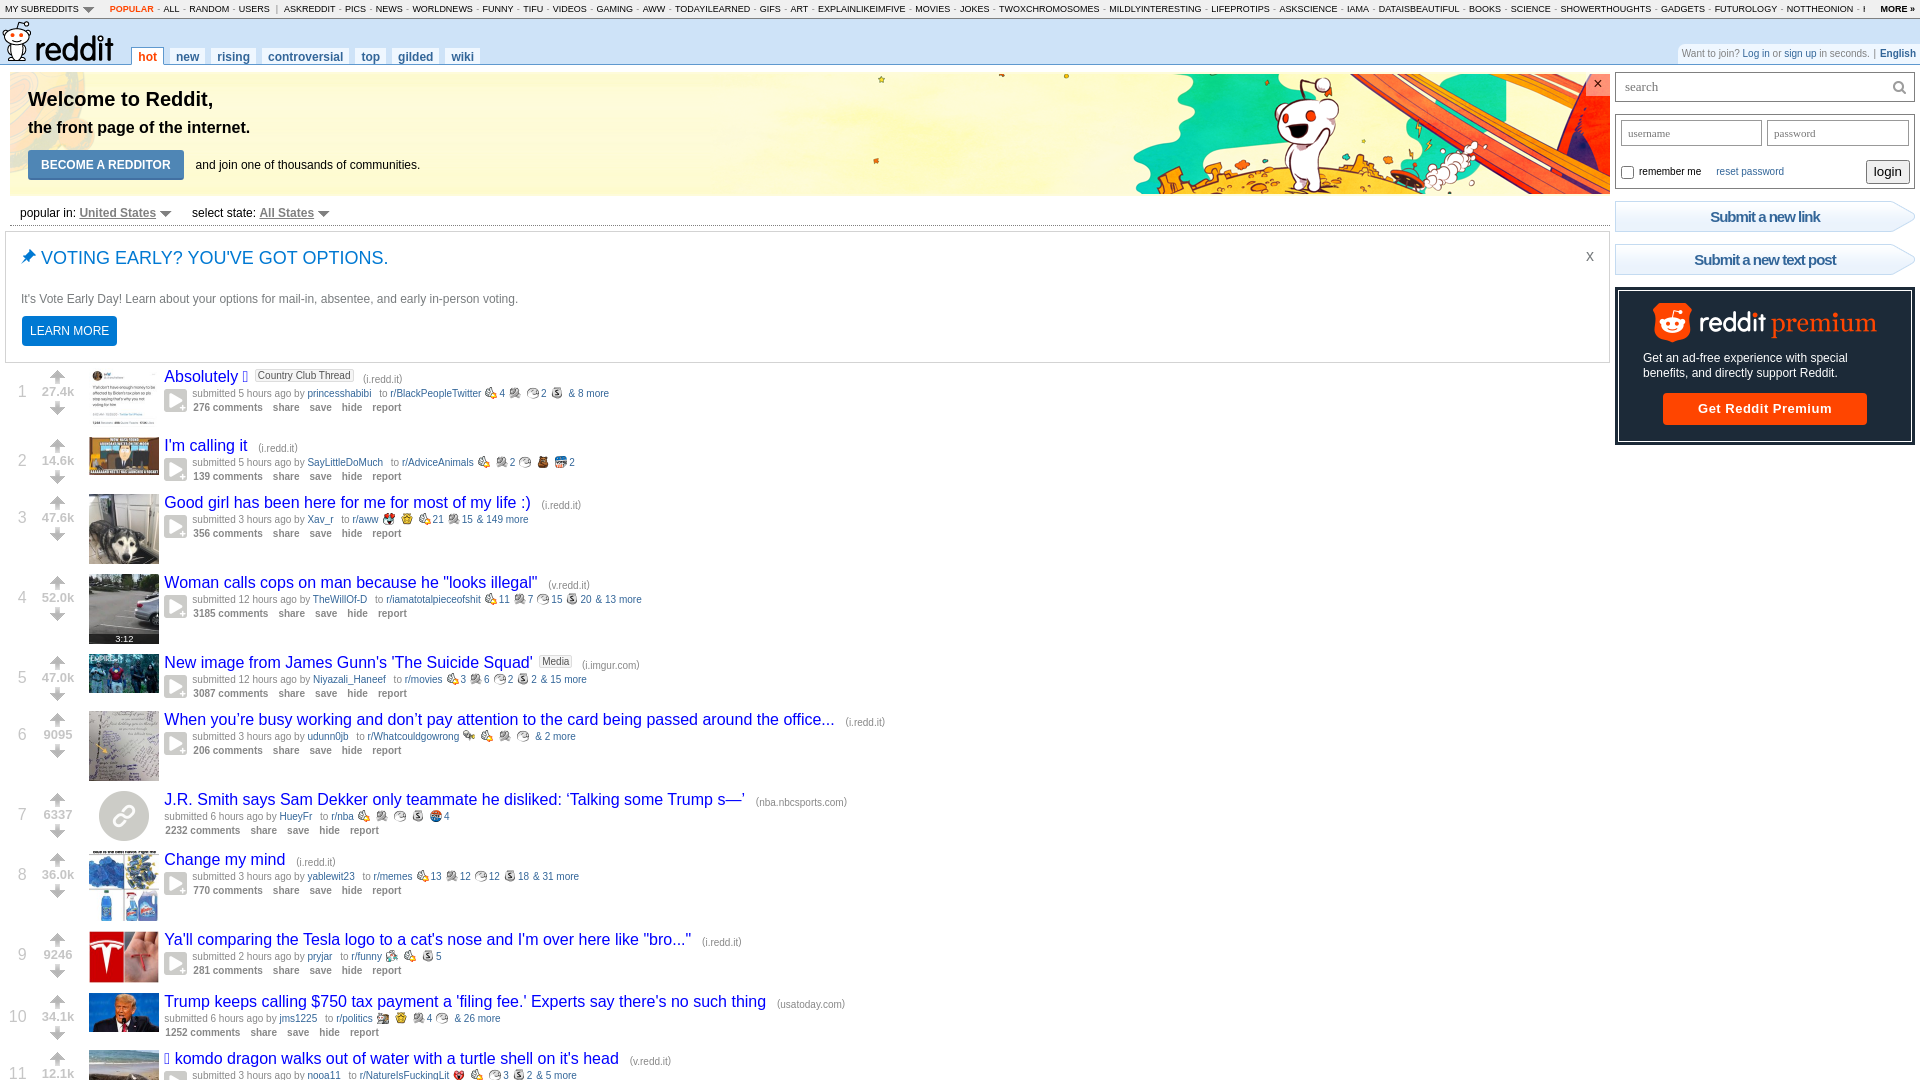 MY SUBREDDITS POPULAR - ALL - RANDOM - USERS | ASKREDDIT - PICS - NEWS - WORLDNEWS - FUNNY - TIFU - VIDEOS - GAMING - AWW - TODAYILEARNED - GIFS - ART - EXPLAINLIKEIMFIVE - MOVIES - JOKES - TWOXCHROMOSOMES - MILDLYINTERESTING - LIFEPROTIPS - ASKSCIENCE - IAMA - DATAISBEAUTIFUL - BOOKS - SCIENCE - SHOWERTHOUGHTS - GADGETS - FUTUROLOGY - NOTTHEONION - MORE »
reddit hot new rising controversial top gilded wiki
Want to join? Log in or sign up in seconds. | English
Welcome to Reddit,
the front page of the internet.
BECOME A REDDITOR and join one of thousands of communities.
×
popular in: United States select state: All States
VOTING EARLY? YOU'VE GOT OPTIONS.
x
It's Vote Early Day! Learn about your options for mail-in, absentee, and early in-person voting.
LEARN MORE
1 27.4k
Absolutely Country Club Thread (i.redd.it)
submitted 5 hours ago by princesshabibi to r/BlackPeopleTwitter 4 2 & 8 more
276 comments share save hide report
2 14.6k
I'm calling it (i.redd.it)
submitted 5 hours ago by SayLittleDoMuch to r/AdviceAnimals 2 2
139 comments share save hide report
3 47.6k
Good girl has been here for me for most of my life :) (i.redd.it)
submitted 3 hours ago by Xav_r to r/aww 21 15 & 149 more
356 comments share save hide report
4 52.0k
3:12
Woman calls cops on man because he "looks illegal" (v.redd.it)
submitted 12 hours ago by TheWillOf-D to r/iamatotalpieceofshit 11 7 15 20 & 13 more
3185 comments share save hide report
5 47.0k
New image from James Gunn's 'The Suicide Squad' Media (i.imgur.com)
submitted 12 hours ago by Niyazali_Haneef to r/movies 3 6 2 2 & 15 more
3087 comments share save hide report
6 9095
When you’re busy working and don’t pay attention to the card being passed around the office... (i.redd.it)
submitted 3 hours ago by udunn0jb to r/Whatcouldgowrong & 2 more
206 comments share save hide report
7 6337
J.R. Smith says Sam Dekker only teammate he disliked: ‘Talking some Trump s—’ (nba.nbcsports.com)
submitted 6 hours ago by HueyFr to r/nba 4
2232 comments share save hide report
8 36.0k
Change my mind (i.redd.it)
submitted 3 hours ago by yablewit23 to r/memes 13 12 12 18 & 31 more
770 comments share save hide report
9 9246
Ya'll comparing the Tesla logo to a cat's nose and I'm over here like "bro..." (i.redd.it)
submitted 2 hours ago by pryjar to r/funny 5
281 comments share save hide report
10 34.1k
Trump keeps calling $750 tax payment a 'filing fee.' Experts say there's no such thing (usatoday.com)
submitted 6 hours ago by jms1225 to r/politics 4 & 26 more
1252 comments share save hide report
11 12.1k
komdo dragon walks out of water with a turtle shell on it's head (v.redd.it)
submitted 3 hours ago by nooa11 to r/NatureIsFuckingLit 3 2 & 5 more
search
username password
remember me reset password login
Submit a new link
Submit a new text post
reddit premium
Get an ad-free experience with special
benefits, and directly support Reddit.
Get Reddit Premium